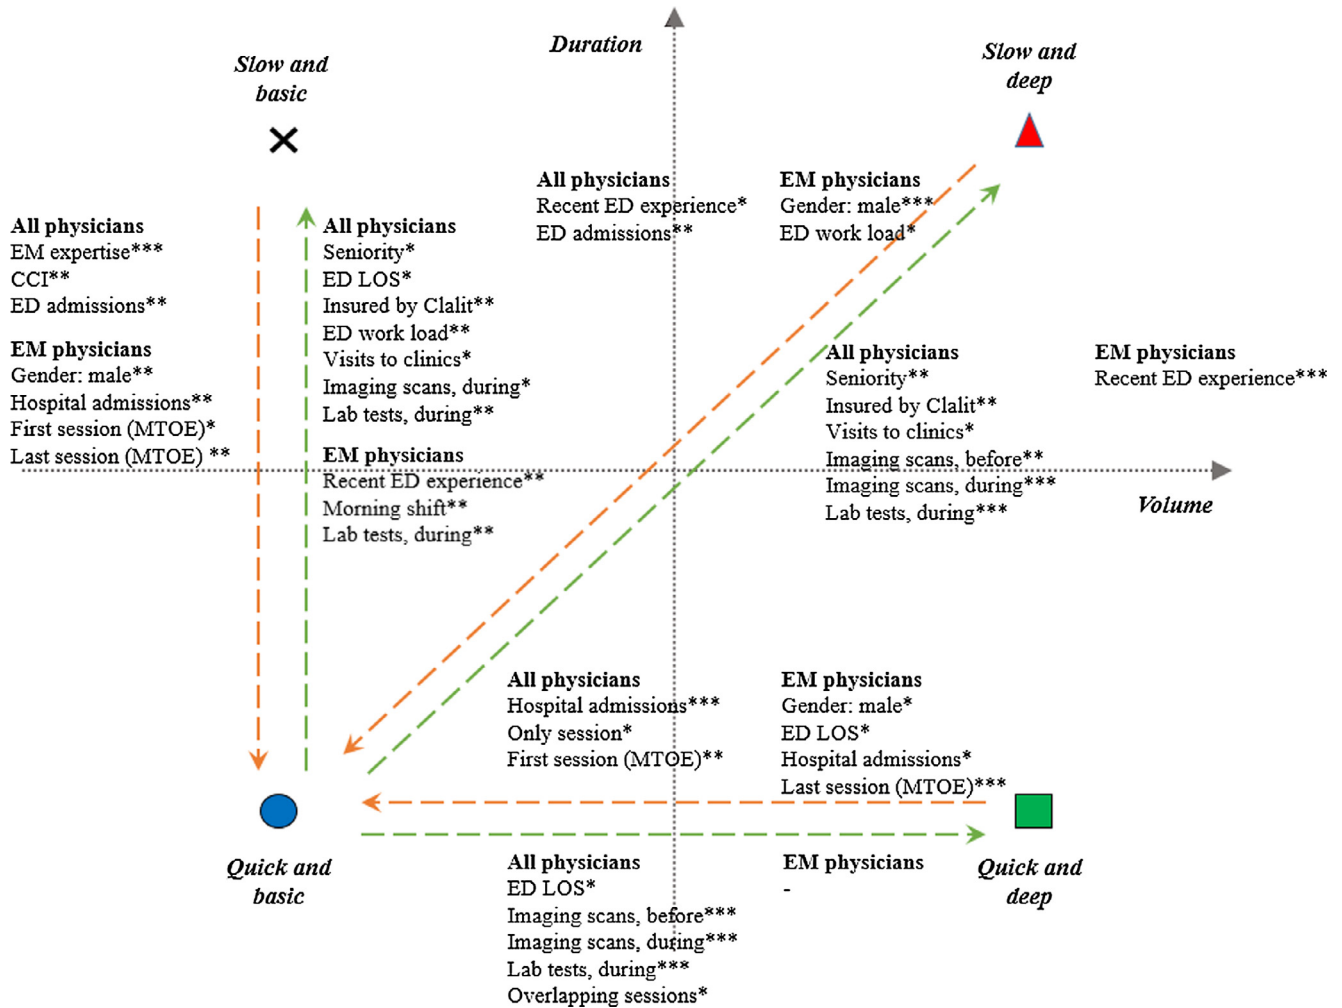 Duration
Slow and
basic
Slow and
deep
All physicians
EM expertise***
CCI**
ED admissions**
EM physicians
Gender: male**
Hospital admissions**
First session (MTOE)*
Last session (MTOE) **
All physicians
Seniority*
ED LOS*
Insured by Clalit**
ED work load**
Visits to clinics*
Imaging scans, during*
Lab tests, during**
EM physicians
Recent ED experience**
Morning shift**
Lab tests, during**
All physicians
Recent ED experience*
ED admissions**
EM physicians
Gender: male***
ED work load*
All physicians
Seniority**
Insured by Clalit**
Visits to clinics*
Imaging scans, before**
Imaging scans, during***
Lab tests, during***
EM physicians
Recent ED experience***
Volume
All physicians
Hospital admissions***
Only session*
First session (MTOE)**
EM physicians
Gender: male*
ED LOS*
Hospital admissions*
Last session (MTOE)***
Quick and
basic
All physicians
ED LOS*
Imaging scans, before***
Imaging scans, during***
Lab tests, during***
Overlapping sessions*
EM physicians
-
Quick and
deep